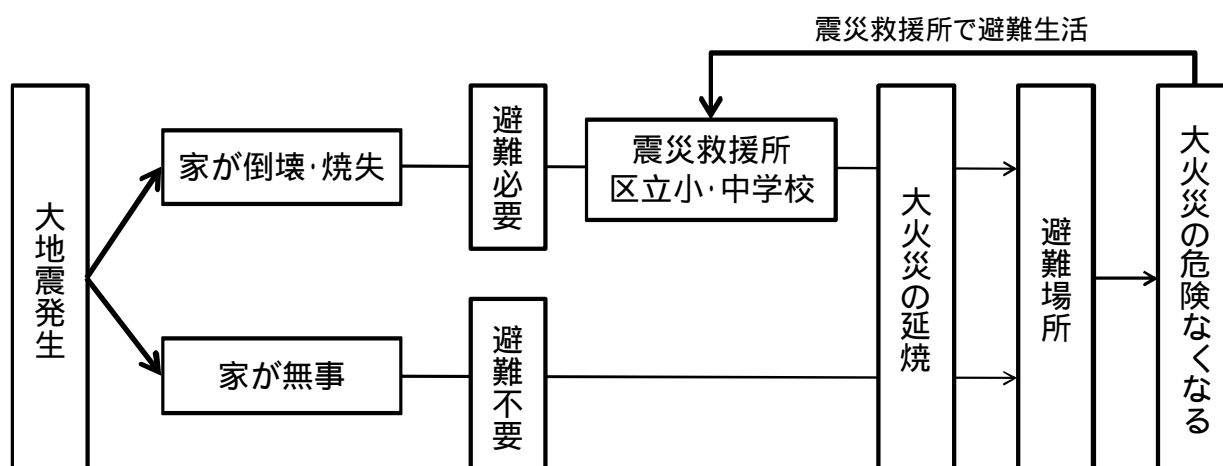 震災救援所で避難生活
大地震発生
家が倒壊・焼失
避難必要
震災救援所
区立小・中学校
家が無事
避難不要
大火災の延焼
避難場所
大火災の危険なくなる